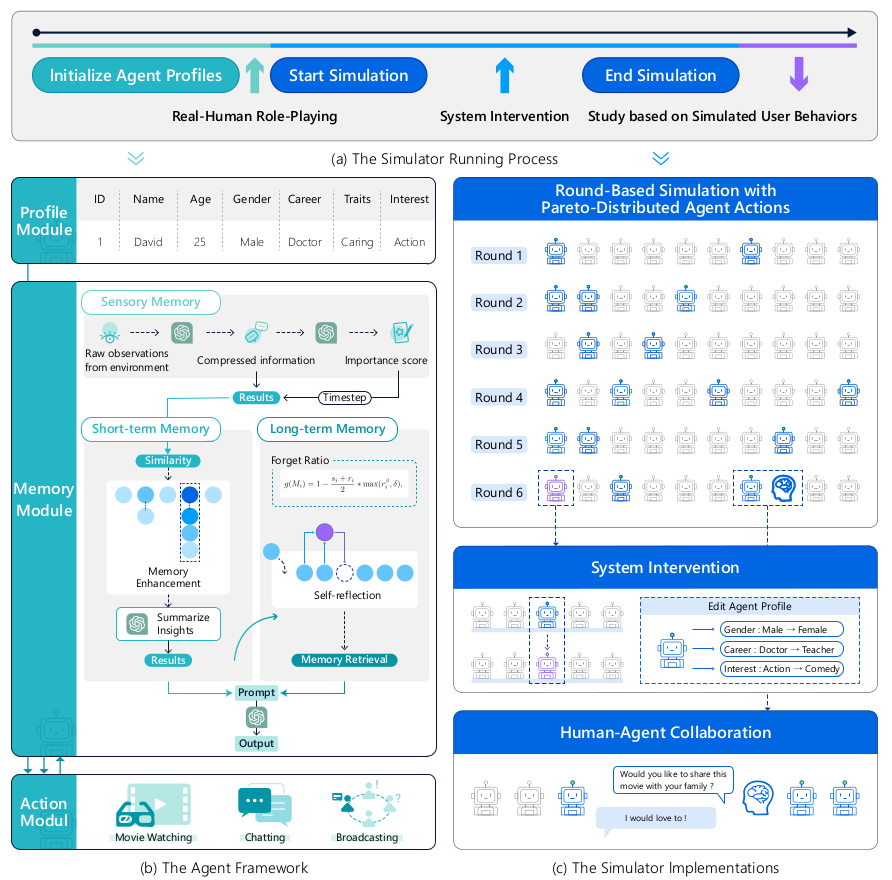 Initialize Agent Profiles
Start Simulation
End Simulation
Real-Human Role-Playing
System Intervention
Study based on Simulated User Behaviors
(a) The Simulator Running Process
Profile
Module
ID Name Age Gender Career Traits Interest
1 David 25 Male Doctor Caring Action
Memory
Module
Sensory Memory
Raw observations
from environment
Compressed information
Importance score
Results
Timestep
Short-term Memory
Similarity
Memory
Enhancement
Summarize
Insights
Results
Long-term Memory
Forget Ratio
g(M_i) = 1 − (s_i + r_i)/2 * max(r_i^β, δ),
Self-reflection
Memory Retrieval
Prompt
Output
Action
Modul
Movie Watching
Chatting
! ?
Broadcasting
(b) The Agent Framework
Round-Based Simulation with
Pareto-Distributed Agent Actions
Round 1
Round 2
Round 3
Round 4
Round 5
Round 6
System Intervention
Edit Agent Profile
Gender : Male → Female
Career : Doctor → Teacher
Interest : Action → Comedy
Human-Agent Collaboration
Would you like to share this
movie with your family ?
I would love to !
(c) The Simulator Implementations